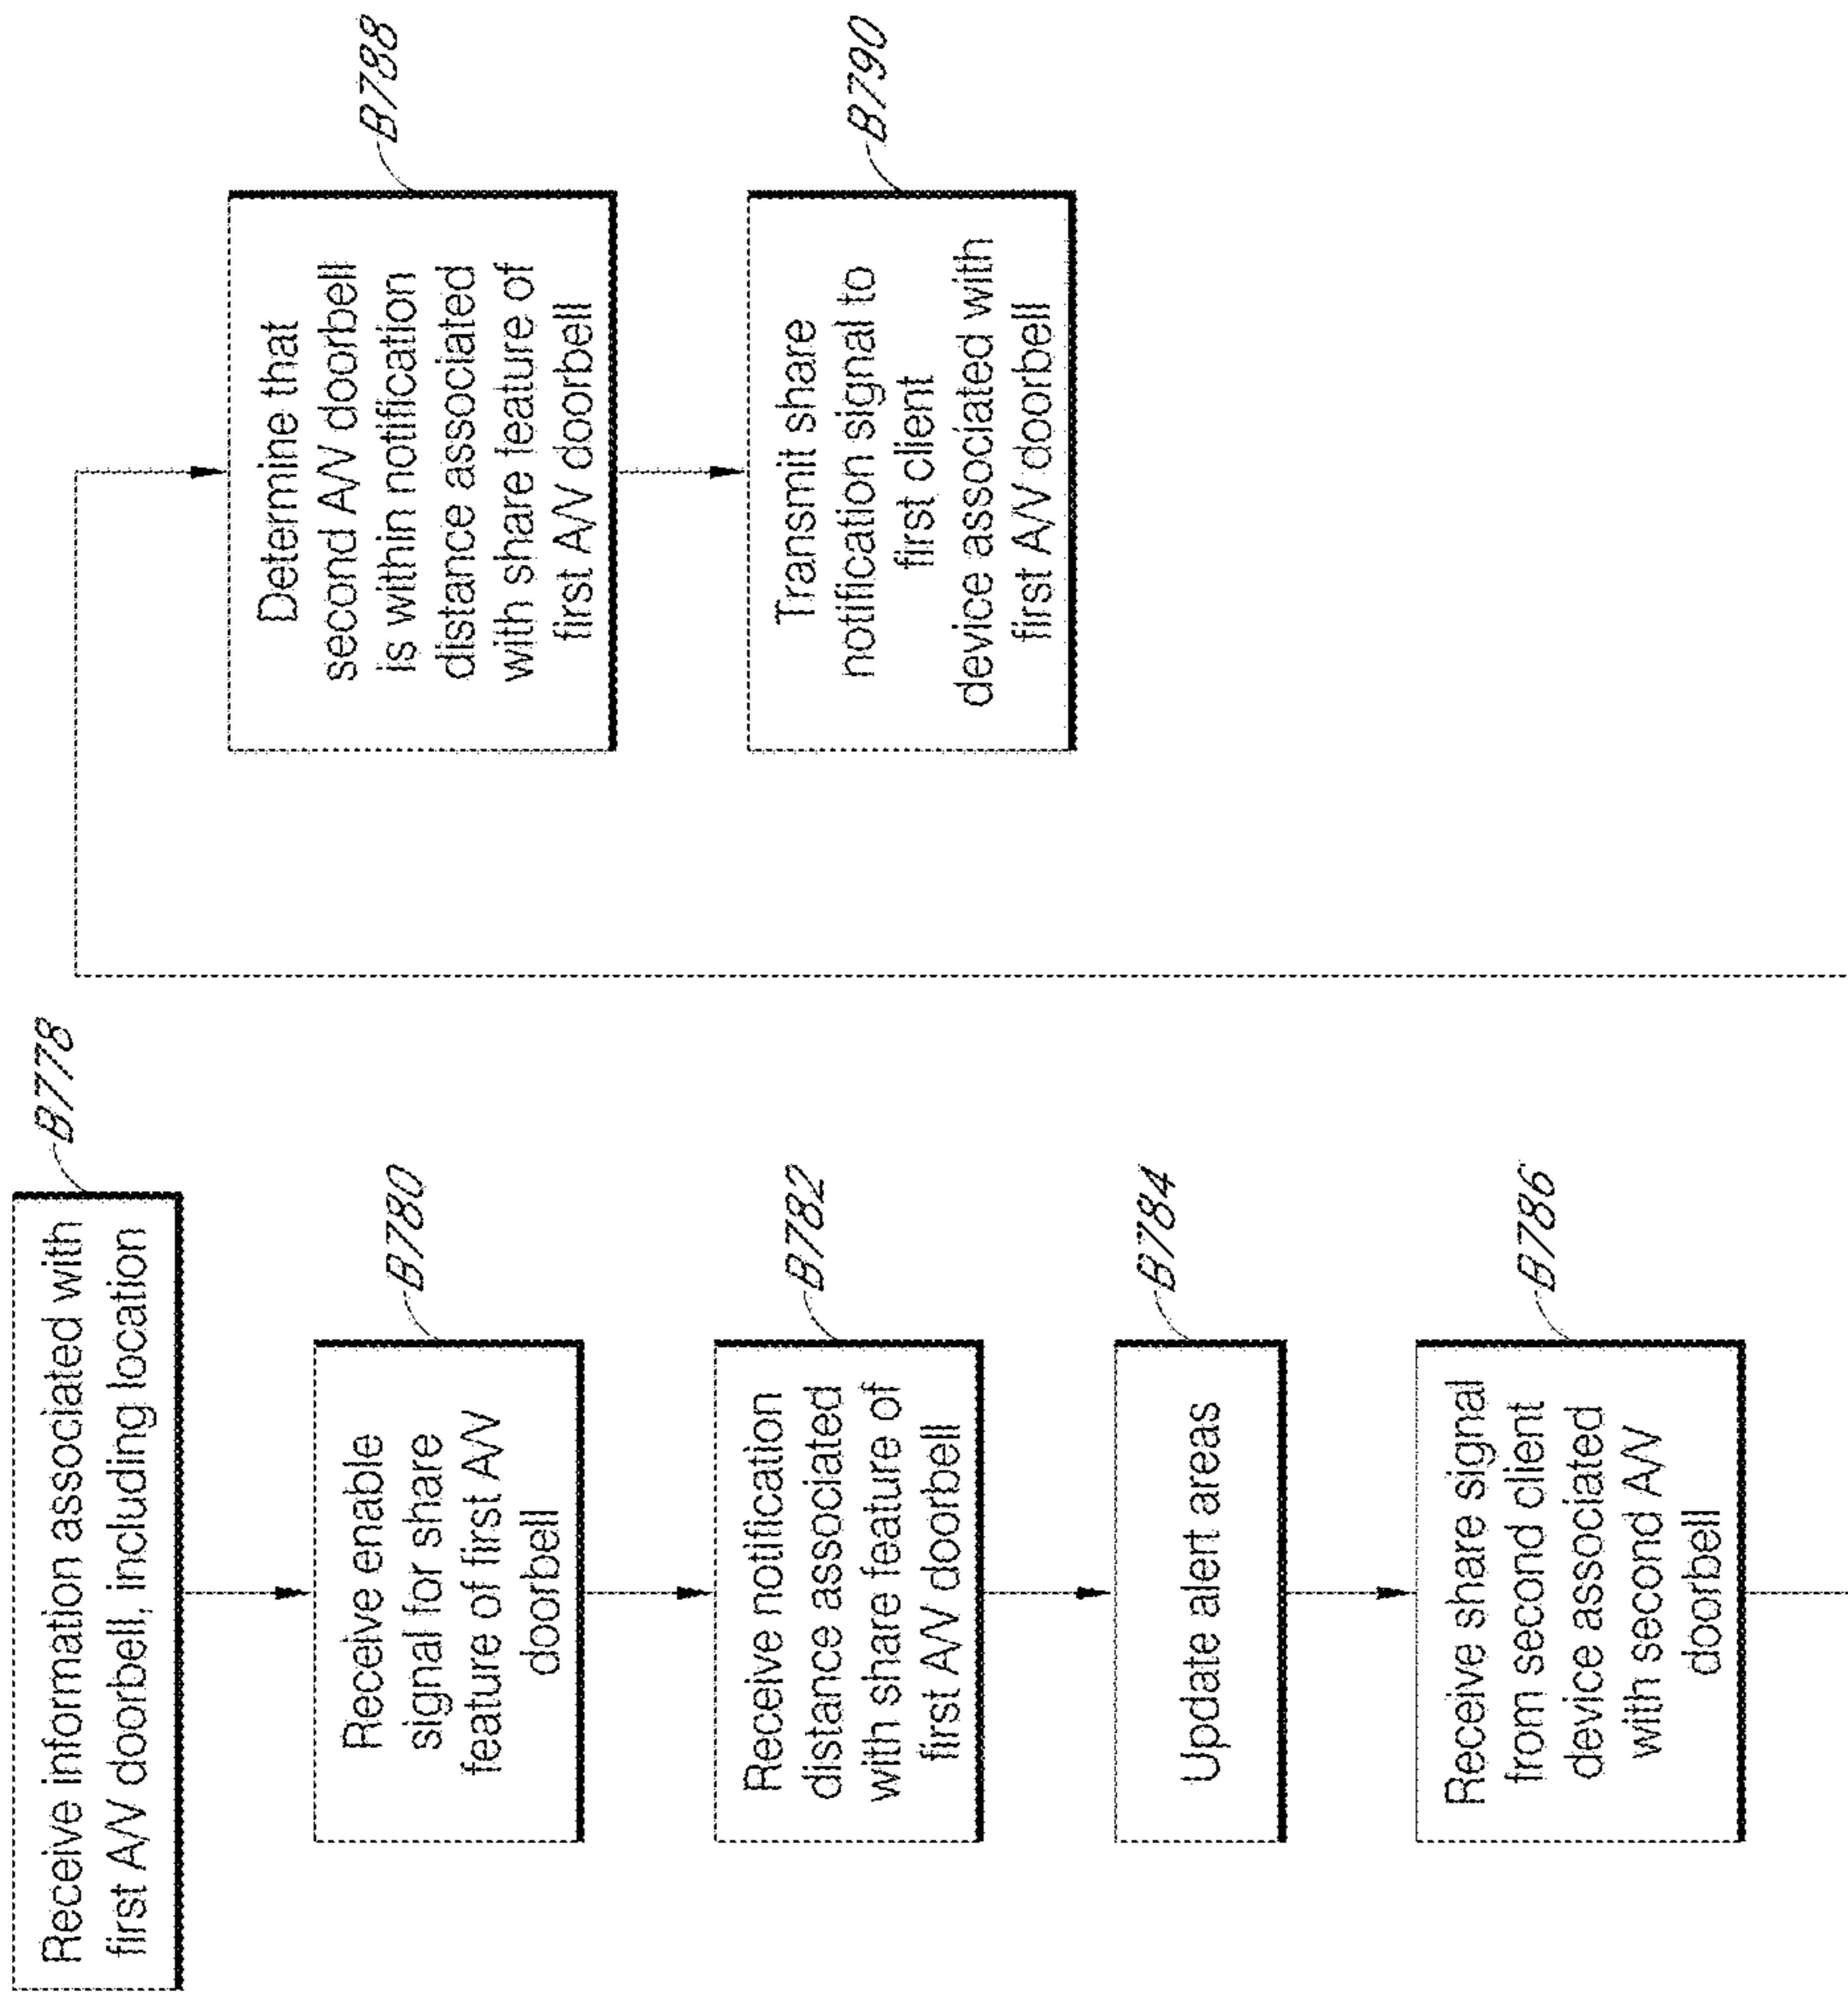 Receive information associated with
first A/V doorbell, including location
B778
Receive enable
signal for share
feature of first A/V
doorbell
B780
Receive notification
distance associated
with share feature of
first A/V doorbell
B782
Update alert areas
B784
Receive share signal
from second client
device associated
with second A/V
doorbell
B786
Determine that
second A/V doorbell
is within notification
distance associated
with share feature of
first A/V doorbell
B788
Transmit share
notification signal to
first client
device associated with
first A/V doorbell
B790